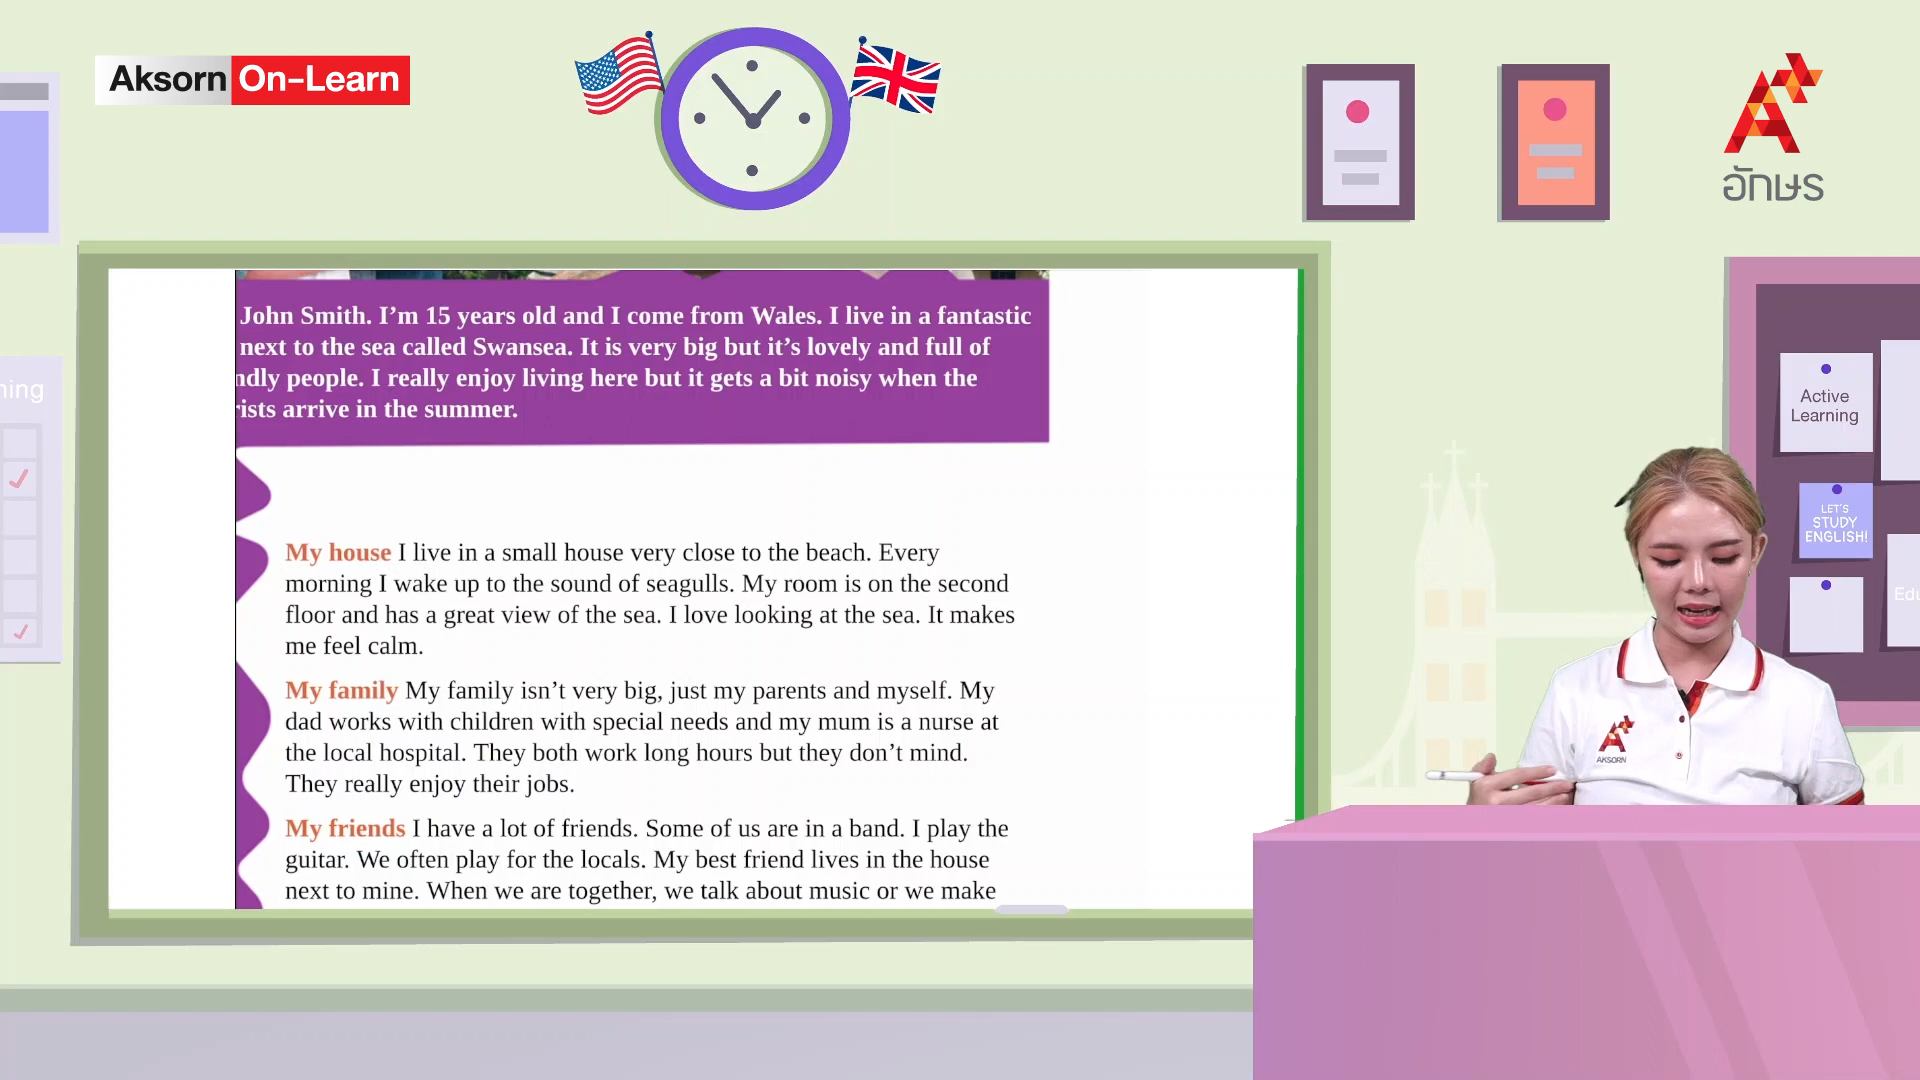 Aksorn On-Learn
อักษร
John Smith. I'm 15 years old and I come from Wales. I live in a fantastic
next to the sea called Swansea. It is very big but it's lovely and full of
ndly people. I really enjoy living here but it gets a bit noisy when the
rists arrive in the summer.
My house I live in a small house very close to the beach. Every
morning I wake up to the sound of seagulls. My room is on the second
floor and has a great view of the sea. I love looking at the sea. It makes
me feel calm.
My family My family isn't very big, just my parents and myself. My
dad works with children with special needs and my mum is a nurse at
the local hospital. They both work long hours but they don't mind.
They really enjoy their jobs.
My friends I have a lot of friends. Some of us are in a band. I play the
guitar. We often play for the locals. My best friend lives in the house
next to mine. When we are together, we talk about music or we make
ning
Active
Learning
LET'S
STUDY
ENGLISH!
Edu
AKSORN